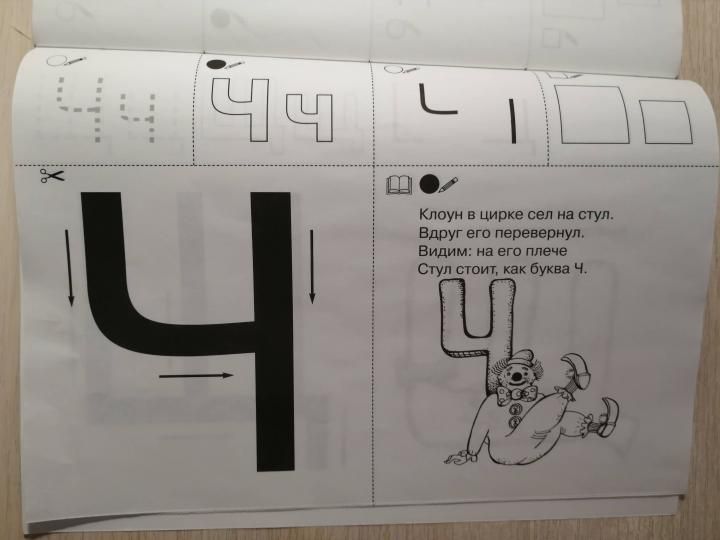 Ч ч
Ч ч
Ч
Клоун в цирке сел на стул.
Вдруг его перевернул.
Видим: на его плече
Стул стоит, как буква Ч.
Ч